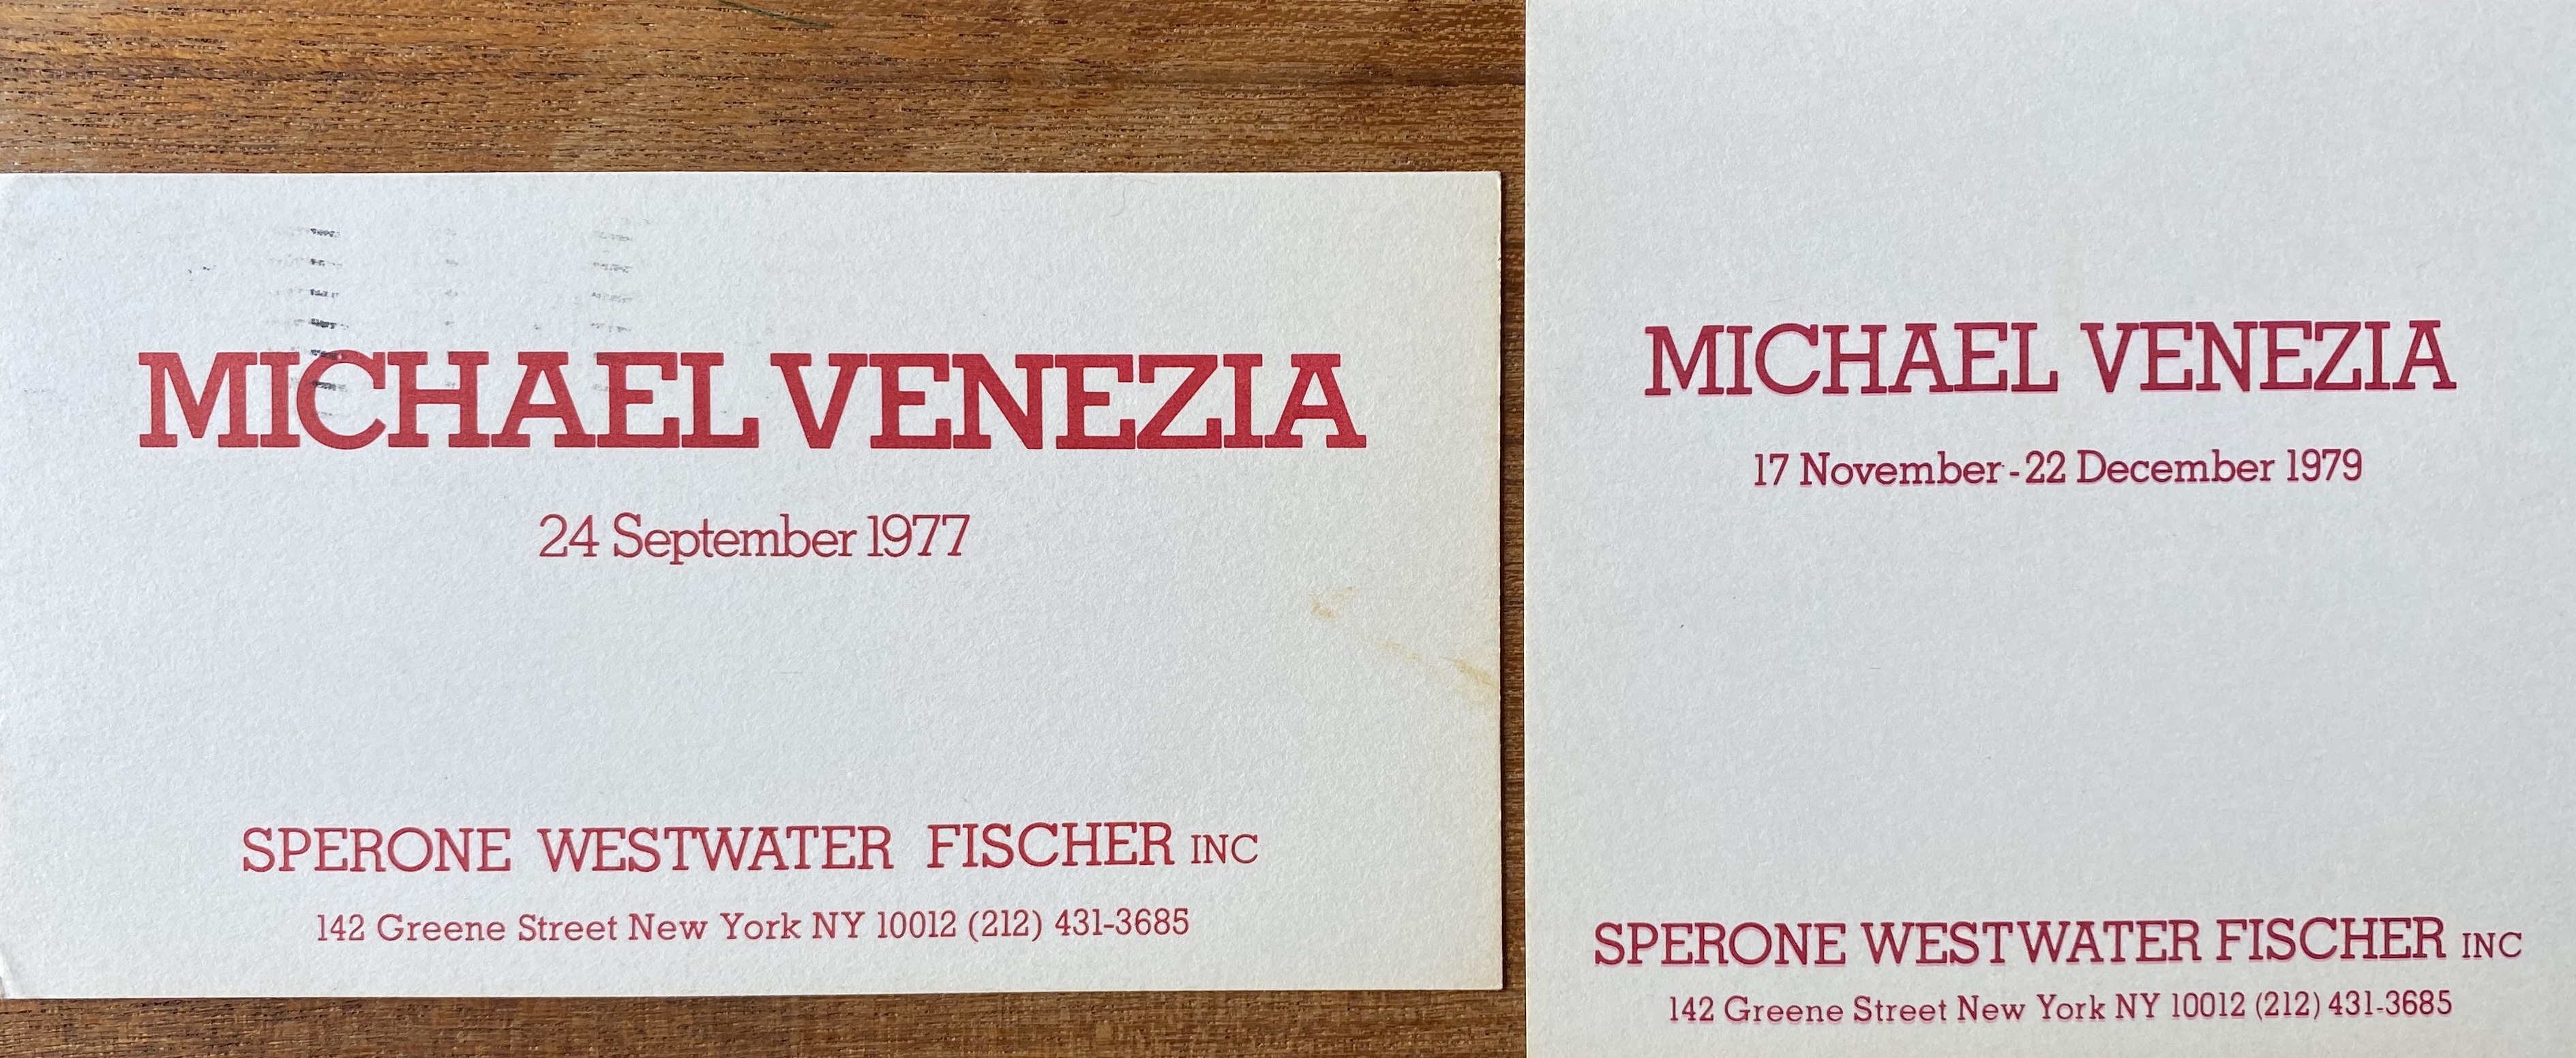 MICHAEL VENEZIA
24 September 1977
SPERONE WESTWATER FISCHER INC
142 Greene Street New York NY 10012 (212) 431-3685
MICHAEL VENEZIA
17 November-22 December 1979
SPERONE WESTWATER FISCHER INC
142 Greene Street New York NY 10012 (212) 431-3685